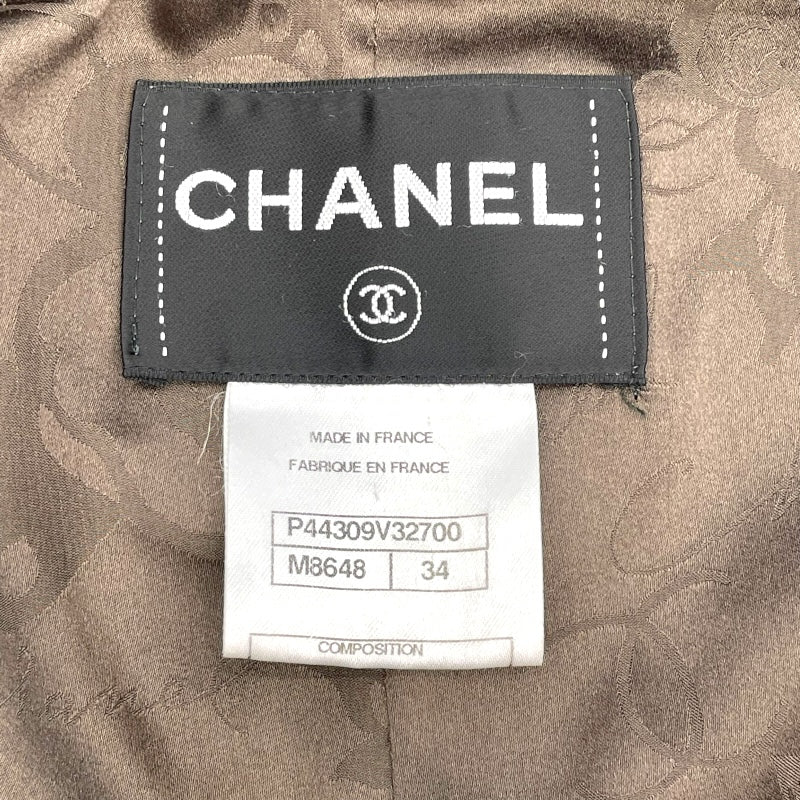 CHANEL
MADE IN FRANCE
FABRIQUE EN FRANCE
P44309V32700
M8648 34
COMPOSITION